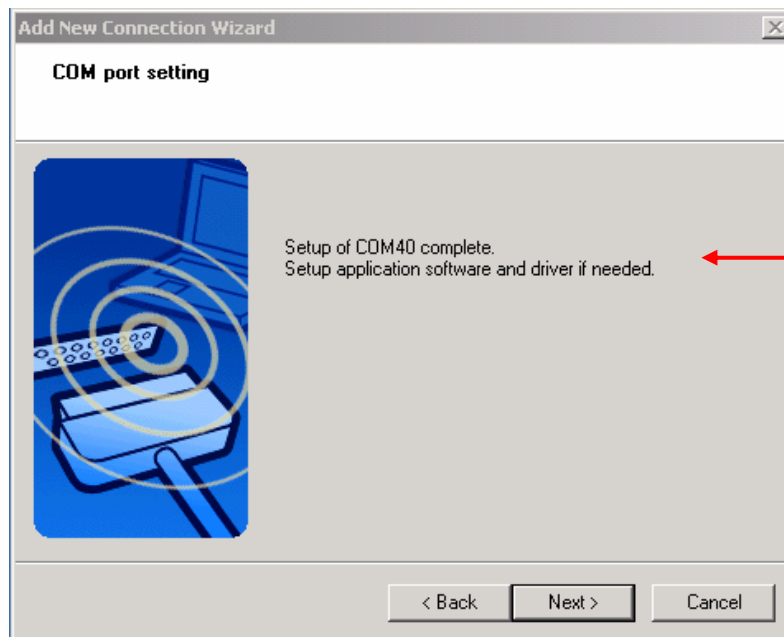 Add New Connection Wizard
COM port setting
Setup of COM40 complete.
Setup application software and driver if needed.
< Back
Next >
Cancel